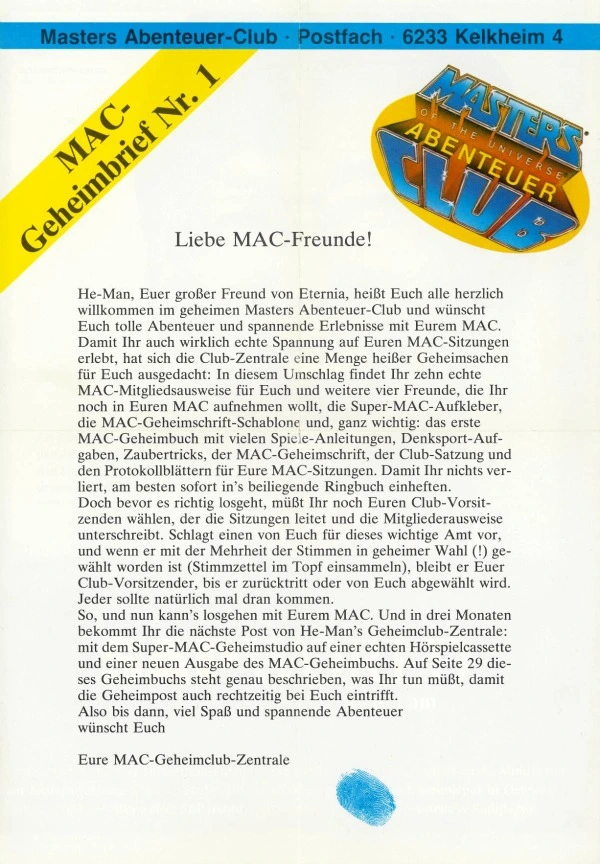 Masters Abenteuer-Club · Postfach · 6233 Kelkheim 4
MAC-
Geheimbrief Nr. 1
MASTERS
OF THE UNIVERSE
ABENTEUER
CLUB
Liebe MAC-Freunde!
He-Man, Euer großer Freund von Eternia, heißt Euch alle herzlich
willkommen im geheimen Masters Abenteuer-Club und wünscht
Euch tolle Abenteuer und spannende Erlebnisse mit Eurem MAC.
Damit Ihr auch wirklich echte Spannung auf Euren MAC-Sitzungen
erlebt, hat sich die Club-Zentrale eine Menge heißer Geheimsachen
für Euch ausgedacht: In diesem Umschlag findet Ihr zehn echte
MAC-Mitgliedsausweise für Euch und weitere vier Freunde, die Ihr
noch in Euren MAC aufnehmen wollt, die Super-MAC-Aufkleber,
die MAC-Geheimschrift-Schablone und, ganz wichtig: das erste
MAC-Geheimbuch mit vielen Spiele-Anleitungen, Denksport-Auf-
gaben, Zaubertricks, der MAC-Geheimschrift, der Club-Satzung und
den Protokollblättern für Eure MAC-Sitzungen. Damit Ihr nichts ver-
liert, am besten sofort in's beiliegende Ringbuch einheften.
Doch bevor es richtig losgeht, müßt Ihr noch Euren Club-Vorsit-
zenden wählen, der die Sitzungen leitet und die Mitgliederausweise
unterschreibt. Schlagt einen von Euch für dieses wichtige Amt vor,
und wenn er mit der Mehrheit der Stimmen in geheimer Wahl (!) ge-
wählt worden ist (Stimmzettel im Topf einsammeln), bleibt er Euer
Club-Vorsitzender, bis er zurücktritt oder von Euch abgewählt wird.
Jeder sollte natürlich mal dran kommen.
So, und nun kann's losgehen mit Eurem MAC. Und in drei Monaten
bekommt Ihr die nächste Post von He-Man's Geheimclub-Zentrale:
mit dem Super-MAC-Geheimstudio auf einer echten Hörspielcassette
und einer neuen Ausgabe des MAC-Geheimbuchs. Auf Seite 29 die-
ses Geheimbuchs steht genau beschrieben, was Ihr tun müßt, damit
die Geheimpost auch rechtzeitig bei Euch eintrifft.
Also bis dann, viel Spaß und spannende Abenteuer
wünscht Euch
Eure MAC-Geheimclub-Zentrale